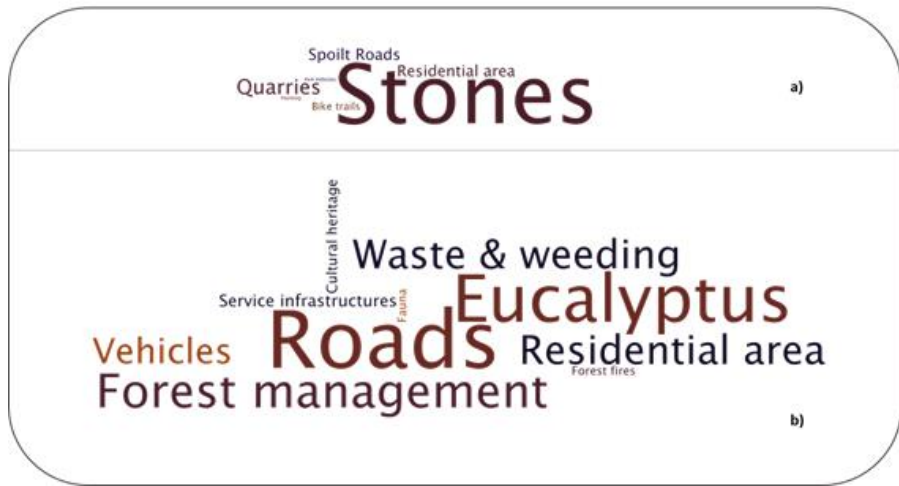 Spoilt Roads
Residential area
Quarries
Stones
Bike trails
a)
Cultural heritage
Waste & weeding
Service infrastructures
Fauna
Eucalyptus
Roads
Vehicles
Residential area
Forest fires
Forest management
b)